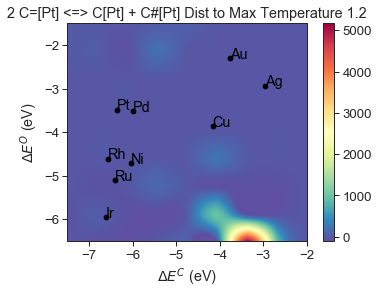 2 C=[Pt] <=> C[Pt] + C#[Pt] Dist to Max Temperature 1.2
Au
Ag
Pt
Pd
Cu
Rh
Ni
Ru
Ir
−2
−3
−4
−5
−6
ΔE^O (eV)
−7
−6
−5
−4
−3
−2
ΔE^C (eV)
5000
4000
3000
2000
1000
0